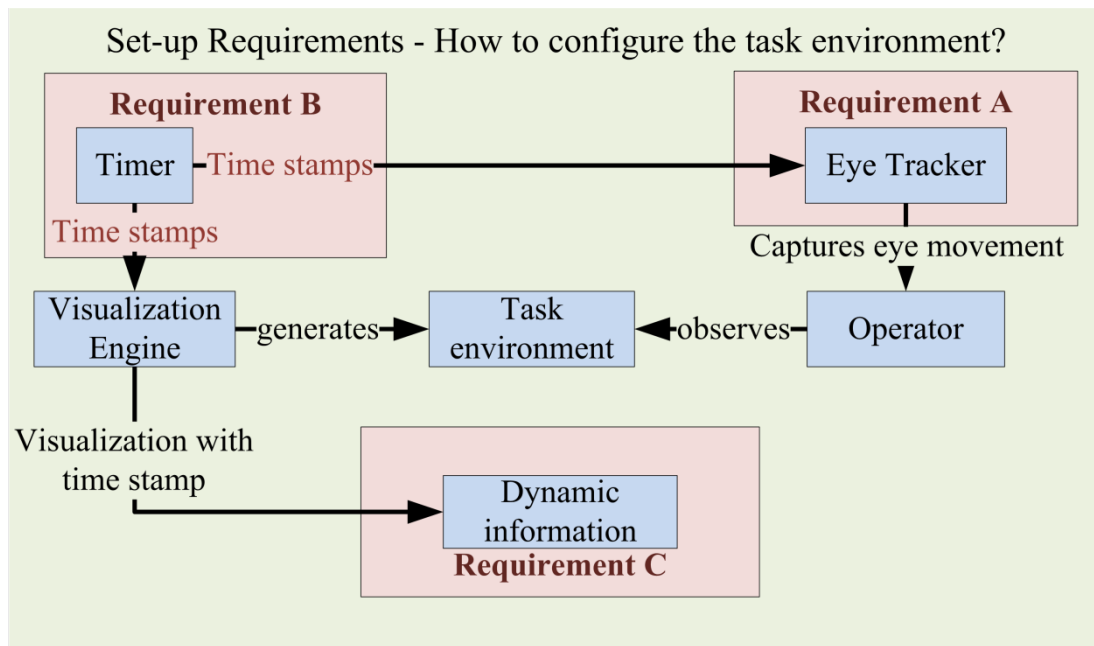 Set-up Requirements - How to configure the task environment?
Requirement B
Requirement A
Timer
Time stamps
Eye Tracker
Time stamps
Captures eye movement
Visualization
Engine
generates
Task
environment
observes
Operator
Visualization with
time stamp
Dynamic
information
Requirement C